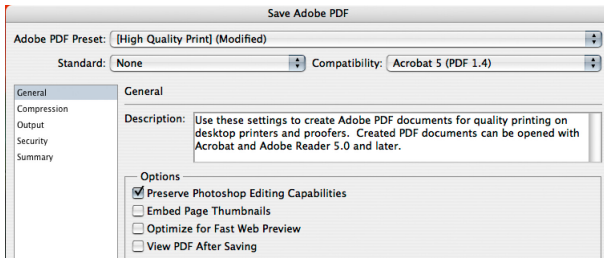 Save Adobe PDF
Adobe PDF Preset: [High Quality Print] (Modified)
Standard: None Compatibility: Acrobat 5 (PDF 1.4)
General
Compression
Output
Security
Summary
General
Description: Use these settings to create Adobe PDF documents for quality printing on
desktop printers and proofers. Created PDF documents can be opened with
Acrobat and Adobe Reader 5.0 and later.
Options
Preserve Photoshop Editing Capabilities
Embed Page Thumbnails
Optimize for Fast Web Preview
View PDF After Saving